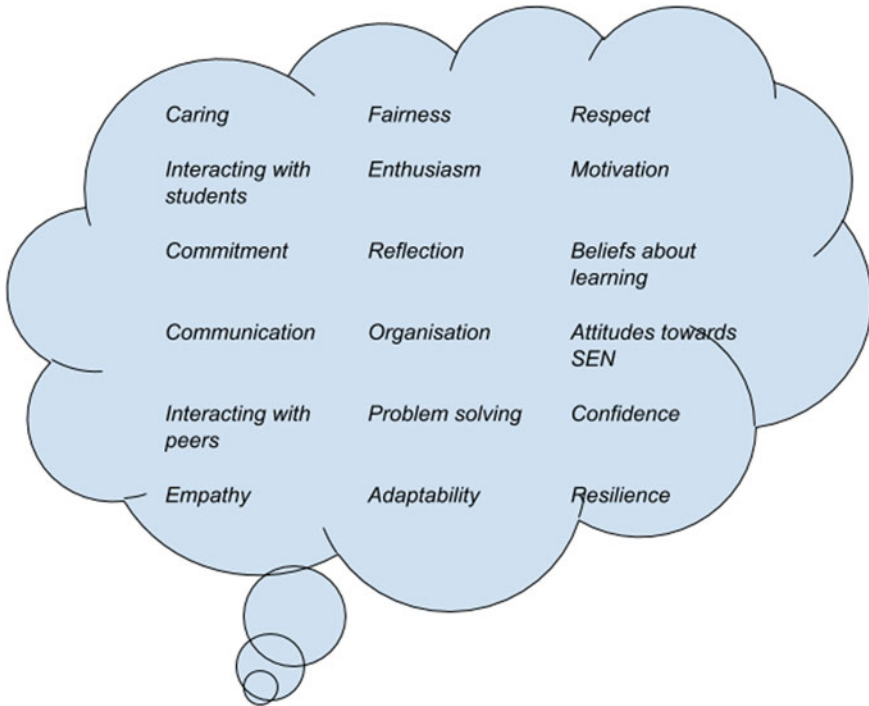 Caring Fairness Respect
Interacting with students Enthusiasm Motivation
Commitment Reflection Beliefs about learning
Communication Organisation Attitudes towards SEN
Interacting with peers Problem solving Confidence
Empathy Adaptability Resilience